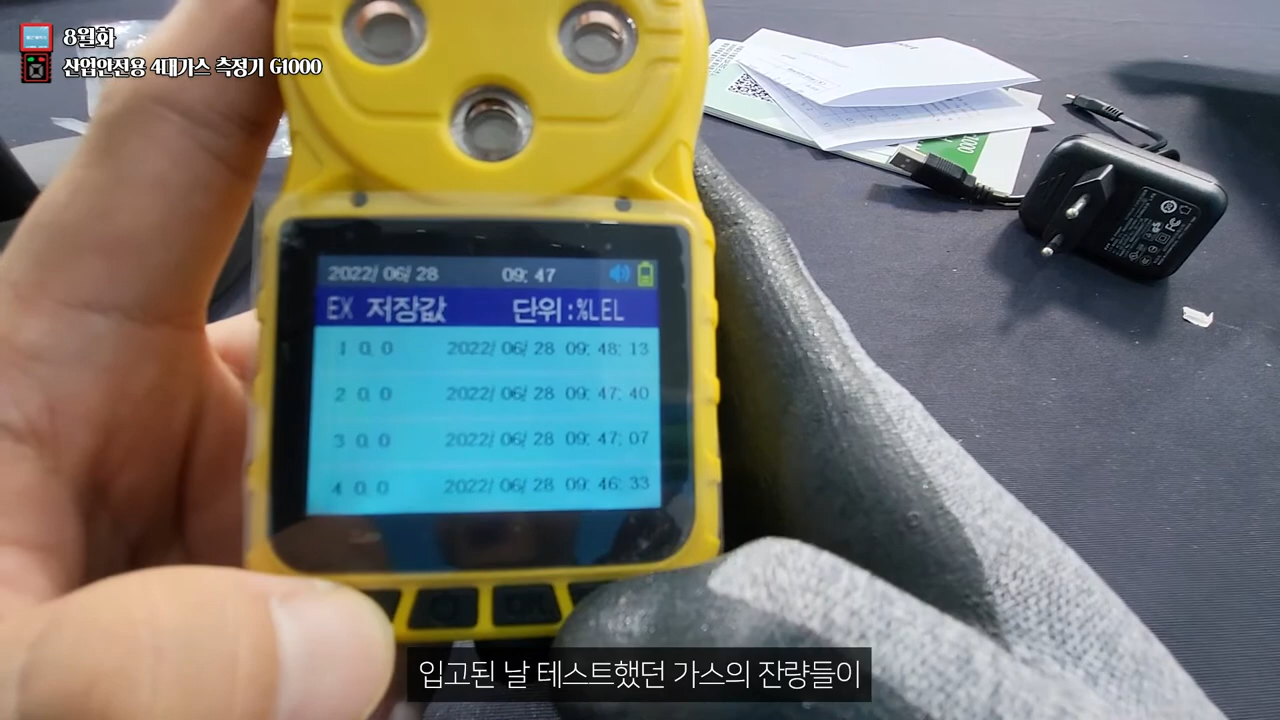 8월화
산업안전용 4대가스 측정기 G1000
2022/06/28 09:47
EX 저장값 단위:%LEL
1 0.0 2022/06/28 09:48:13
2 0.0 2022/06/28 09:47:40
3 0.0 2022/06/28 09:47:07
4 0.0 2022/06/28 09:46:33
OK
입고된 날 테스트했던 가스의 잔량들이